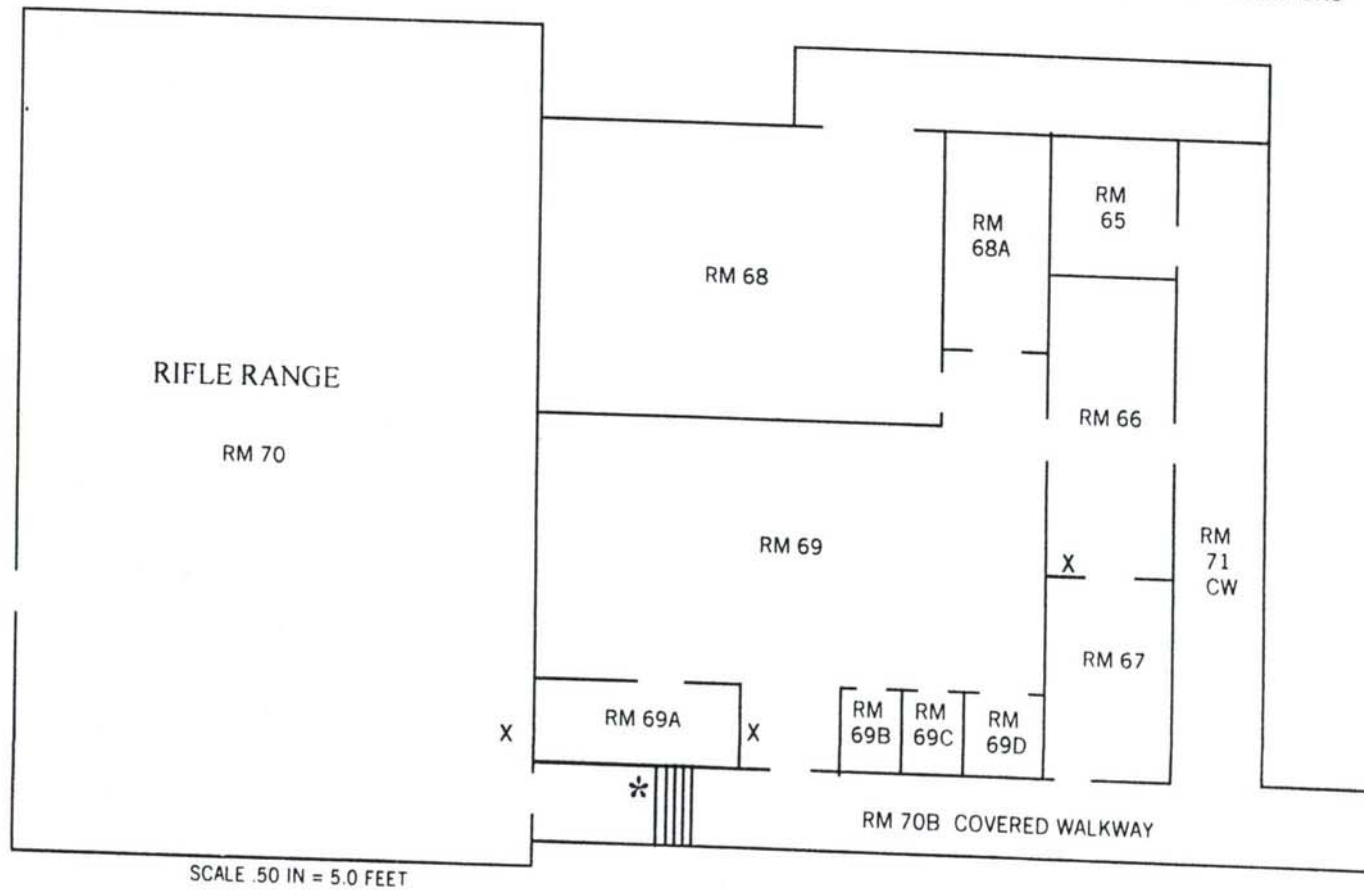 RM
65
RM
68A
RM 68
RIFLE RANGE
RM 70
RM 66
RM 69
RM
71
CW
X
RM 67
RM 69A
X
X
RM
69B
RM
69C
RM
69D
*
RM 70B COVERED WALKWAY
SCALE .50 IN = 5.0 FEET